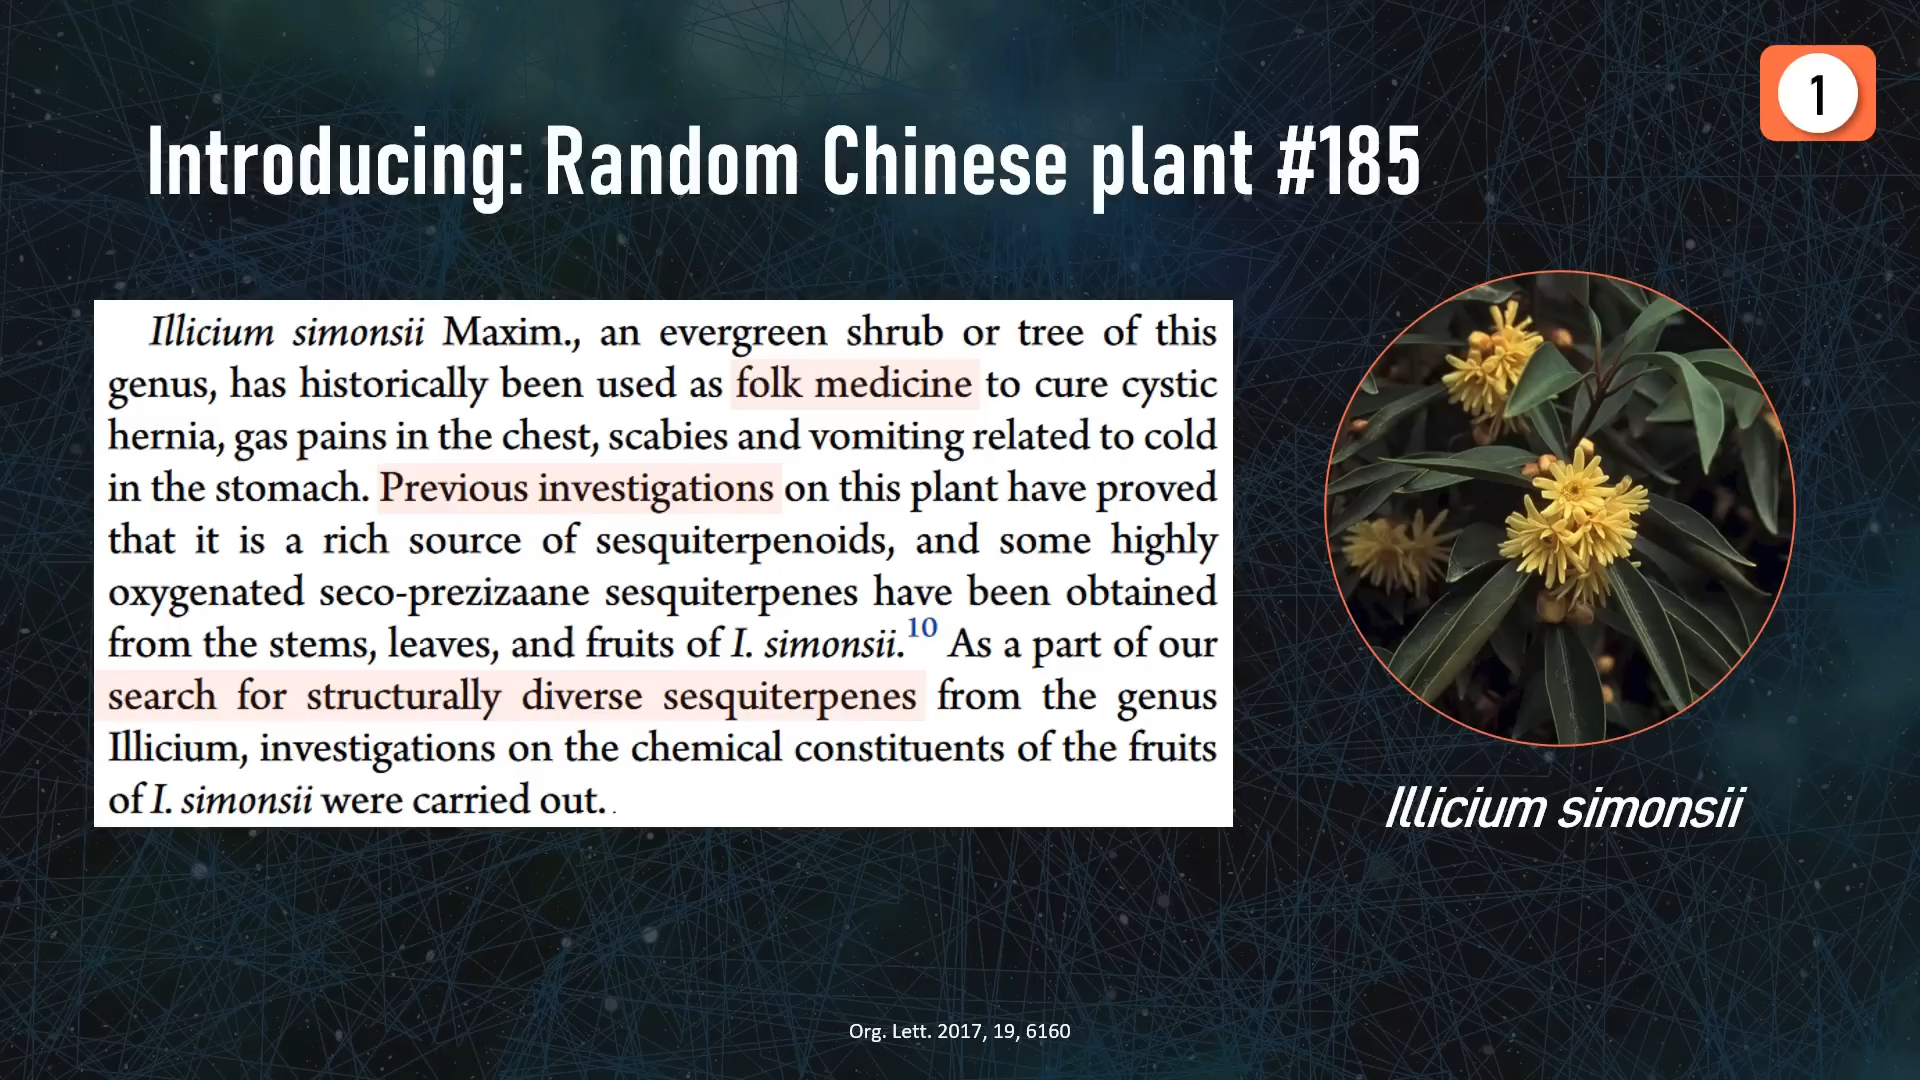 1
Introducing: Random Chinese plant #185
Illicium simonsii Maxim., an evergreen shrub or tree of this
genus, has historically been used as folk medicine to cure cystic
hernia, gas pains in the chest, scabies and vomiting related to cold
in the stomach. Previous investigations on this plant have proved
that it is a rich source of sesquiterpenoids, and some highly
oxygenated seco-prezizaane sesquiterpenes have been obtained
from the stems, leaves, and fruits of I. simonsii.10 As a part of our
search for structurally diverse sesquiterpenes from the genus
Illicium, investigations on the chemical constituents of the fruits
of I. simonsii were carried out. .
Illicium simonsii
Org. Lett. 2017, 19, 6160